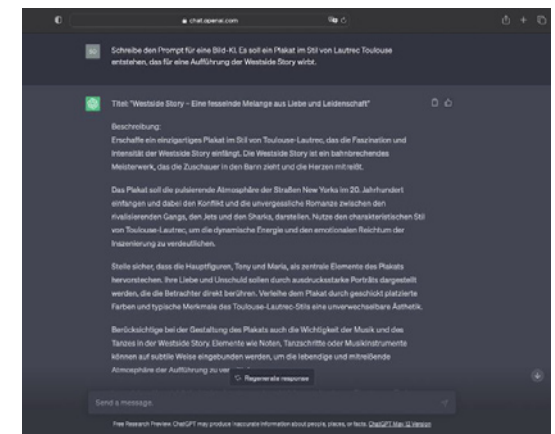 chat.openai.com
Schreibe den Prompt für eine Bild-KI. Es soll ein Plakat im Stil von Lautrec Toulouse
entstehen, das für eine Aufführung der Westside Story wirbt.
Titel: "Westside Story - Eine fesselnde Melange aus Liebe und Leidenschaft"
Beschreibung:
Erschaffe ein einzigartiges Plakat im Stil von Toulouse-Lautrec, das die Faszination und
Intensität der Westside Story einfängt. Die Westside Story ist ein bahnbrechendes
Meisterwerk, das die Zuschauer in den Bann zieht und die Herzen mitreißt.
Das Plakat soll die pulsierende Atmosphäre der Straßen New Yorks im 20. Jahrhundert
einfangen und dabei den Konflikt und die unvergessliche Romanze zwischen den
rivalisierenden Gangs, den Jets und den Sharks, darstellen. Nutze den charakteristischen Stil
von Toulouse-Lautrec, um die dynamische Energie und den emotionalen Reichtum der
Inszenierung zu verdeutlichen.
Stelle sicher, dass die Hauptfiguren, Tony und Maria, als zentrale Elemente des Plakats
hervorstechen. Ihre Liebe und Unschuld sollen durch ausdrucksstarke Porträts dargestellt
werden, die die Betrachter direkt berühren. Verleihe dem Plakat durch geschickt platzierte
Farben und typische Merkmale des Toulouse-Lautrec-Stils eine unverwechselbare Ästhetik.
Berücksichtige bei der Gestaltung des Plakats auch die Wichtigkeit der Musik und des
Tanzes in der Westside Story. Elemente wie Noten, Tanzschritte oder Musikinstrumente
können auf subtile Weise eingebunden werden, um die lebendige und mitreißende
Atmosphäre der Aufführung zu
Regenerate response
Send a message.
Free Research Preview. ChatGPT may produce inaccurate information about people, places, or facts. ChatGPT May 12 Version